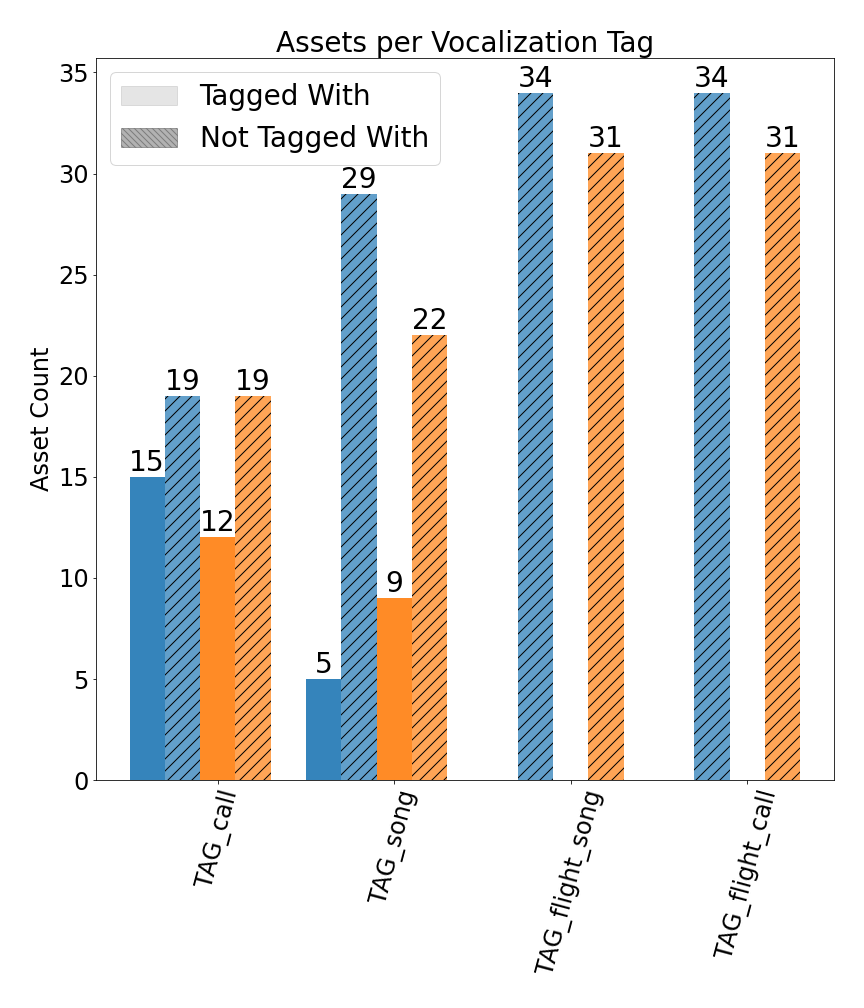 Assets per Vocalization Tag
Tagged With
Not Tagged With
Asset Count
35
30
25
20
15
10
5
0
15
19
12
19
5
29
9
22
34
31
34
31
TAG_call
TAG_song
TAG_flight_song
TAG_flight_call